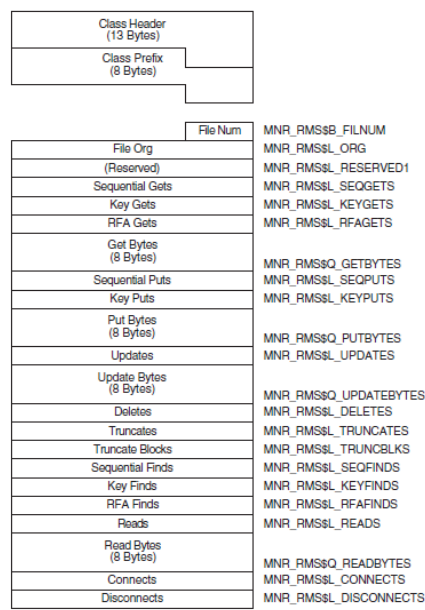 Class Header
(13 Bytes)
Class Prefix
(8 Bytes)
File Num MNR_RMS$B_FILNUM
File Org MNR_RMS$L_ORG
(Reserved) MNR_RMS$L_RESERVED1
Sequential Gets MNR_RMS$L_SEQGETS
Key Gets MNR_RMS$L_KEYGETS
RFA Gets MNR_RMS$L_RFAGETS
Get Bytes
(8 Bytes) MNR_RMS$Q_GETBYTES
Sequential Puts MNR_RMS$L_SEQPUTS
Key Puts MNR_RMS$L_KEYPUTS
Put Bytes
(8 Bytes) MNR_RMS$Q_PUTBYTES
Updates MNR_RMS$L_UPDATES
Update Bytes
(8 Bytes) MNR_RMS$Q_UPDATEBYTES
Deletes MNR_RMS$L_DELETES
Truncates MNR_RMS$L_TRUNCATES
Truncate Blocks MNR_RMS$L_TRUNCBLKS
Sequential Finds MNR_RMS$L_SEQFINDS
Key Finds MNR_RMS$L_KEYFINDS
RFA Finds MNR_RMS$L_RFAFINDS
Reads MNR_RMS$L_READS
Read Bytes
(8 Bytes) MNR_RMS$Q_READBYTES
Connects MNR_RMS$L_CONNECTS
Disconnects MNR_RMS$L_DISCONNECTS